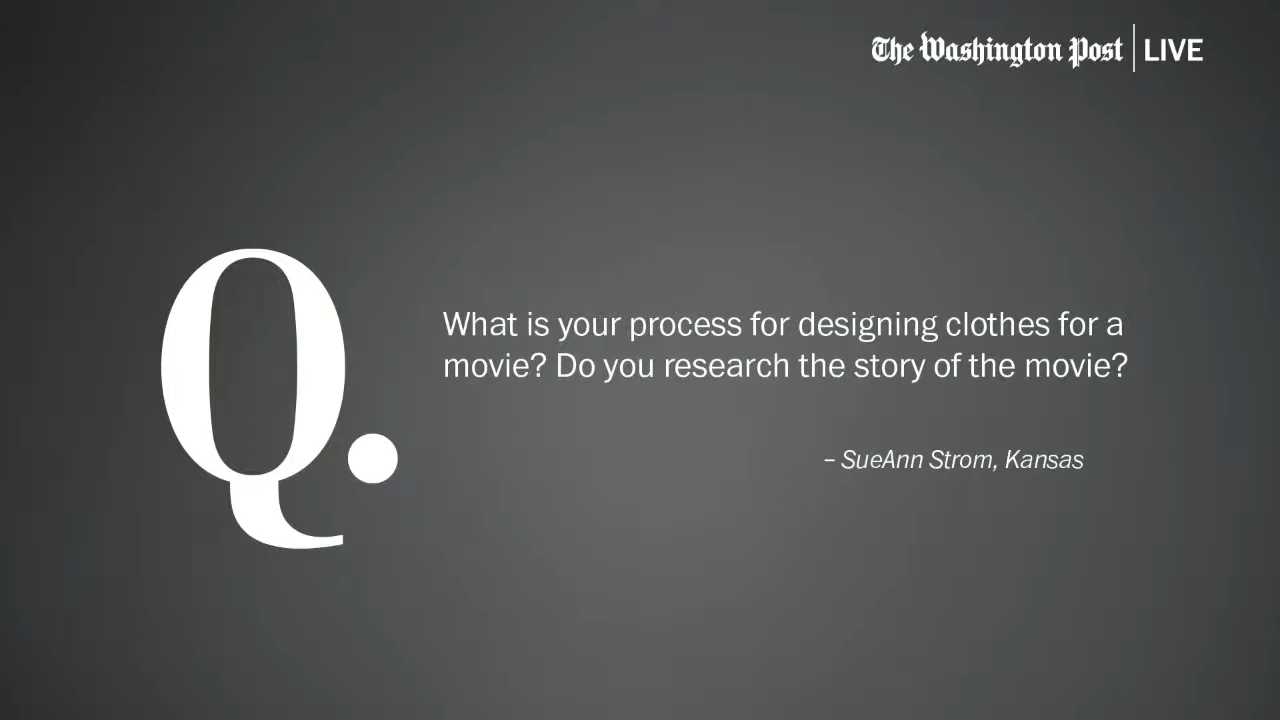 The Washington Post | LIVE
Q.
What is your process for designing clothes for a
movie? Do you research the story of the movie?
– SueAnn Strom, Kansas